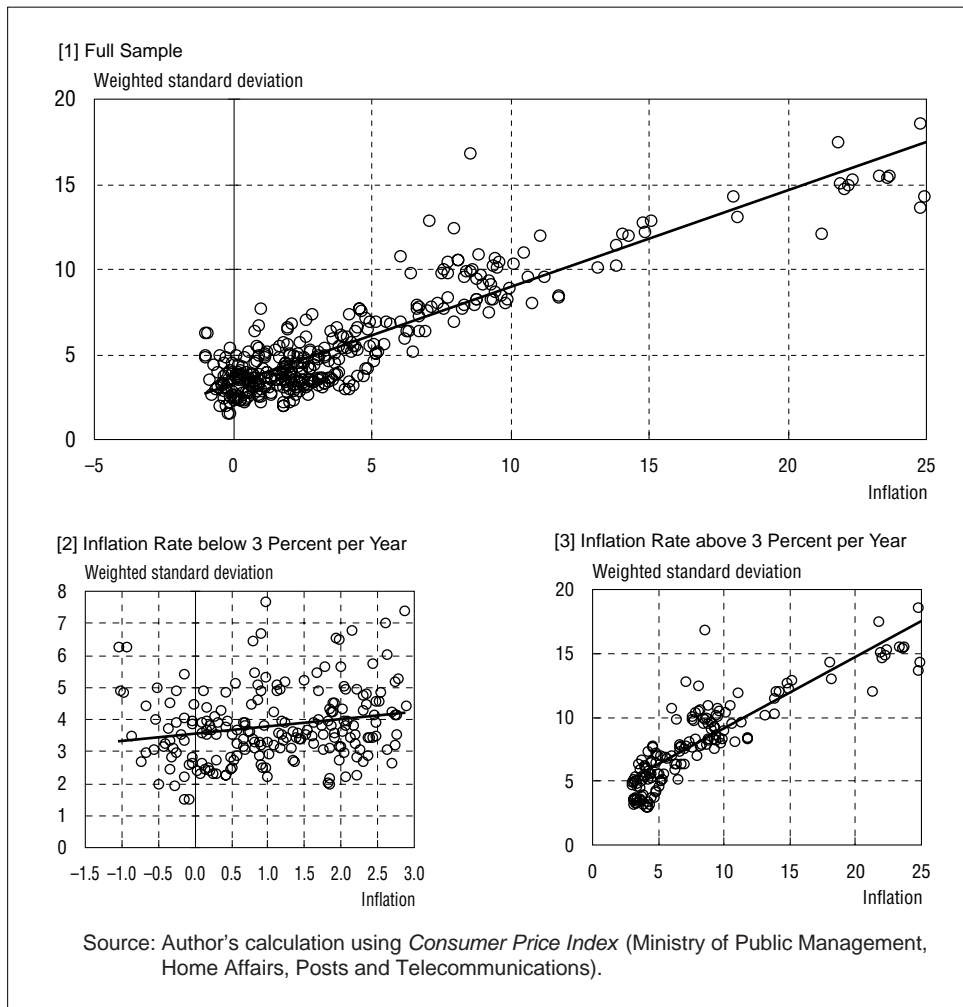 [1] Full Sample
Weighted standard deviation
20
15
10
5
0
–5 0 5 10 15 20 25
Inflation
[2] Inflation Rate below 3 Percent per Year
Weighted standard deviation
8
7
6
5
4
3
2
1
0
–1.5 –1.0 –0.5 0.0 0.5 1.0 1.5 2.0 2.5 3.0
Inflation
[3] Inflation Rate above 3 Percent per Year
Weighted standard deviation
20
15
10
5
0
0 5 10 15 20 25
Inflation
Source: Author’s calculation using Consumer Price Index (Ministry of Public Management,
Home Affairs, Posts and Telecommunications).